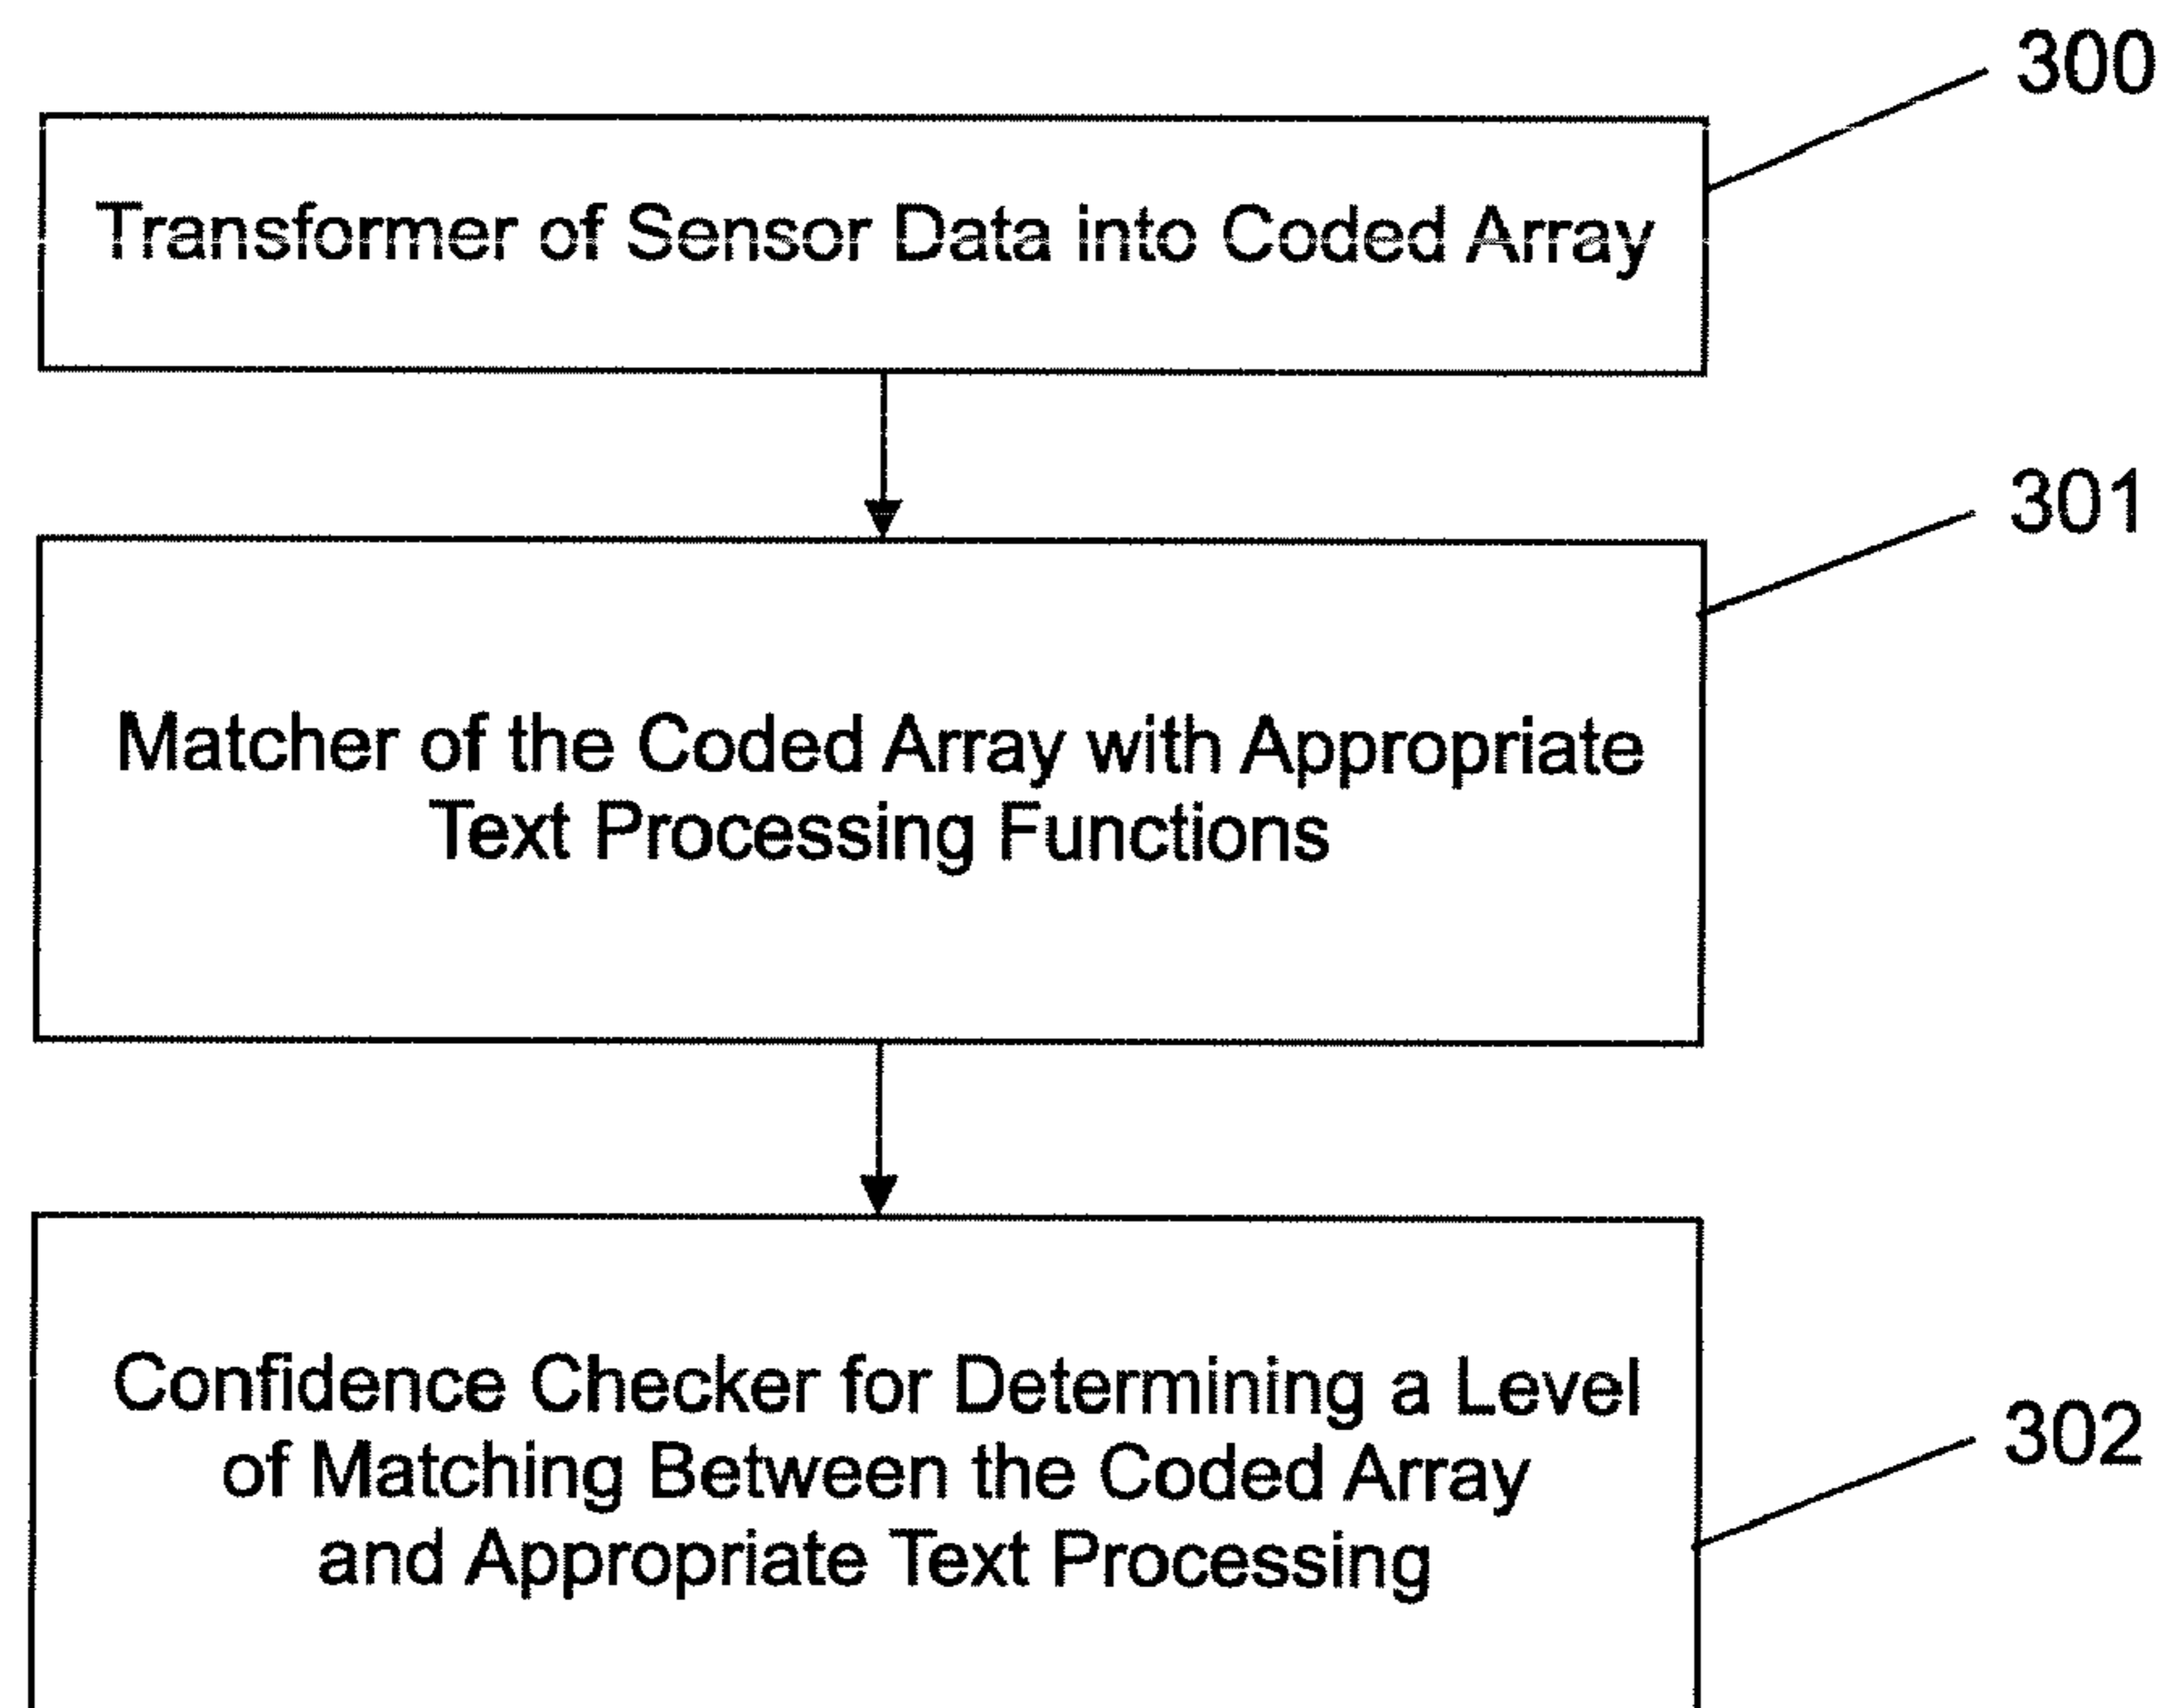 300
Transformer of Sensor Data into Coded Array
301
Matcher of the Coded Array with Appropriate
Text Processing Functions
Confidence Checker for Determining a Level
of Matching Between the Coded Array
and Appropriate Text Processing
302